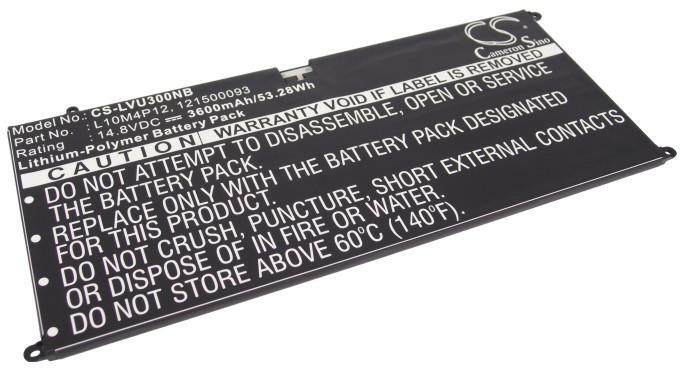 CS
Cameron Sino
Model No.: CS-LVU300NB
Part No.: L10M4P12, 121500093
Rating : 14.8VDC ⎓ 3600mAh/53.28Wh
Lithium-Polymer Battery Pack
CAUTION
VOID WARRANTY IF LABEL IS REMOVED
DO NOT ATTEMPT TO DISASSEMBLE, OPEN OR SERVICE
THE BATTERY PACK.
REPLACE ONLY WITH THE BATTERY PACK SPECIFIED
FOR THIS PRODUCT.
DO NOT CRUSH, PUNCTURE, SHORT EXTERNAL CONTACTS
OR DISPOSE OF IN FIRE OR WATER.
DO NOT STORE ABOVE 60°C (140°F)